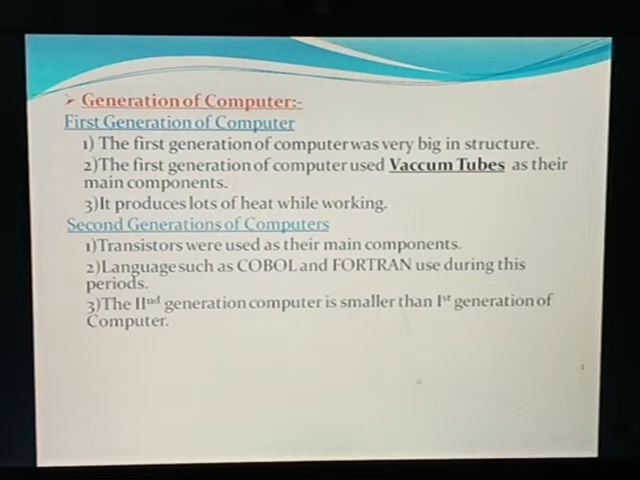 ➢ Generation of Computer:-
First Generation of Computer
1) The first generation of computer was very big in structure.
2)The first generation of computer used Vaccum Tubes as their
main components.
3)It produces lots of heat while working.
Second Generations of Computers
1)Transistors were used as their main components.
2)Language such as COBOL and FORTRAN use during this
periods.
3)The IInd generation computer is smaller than Ist generation of
Computer.